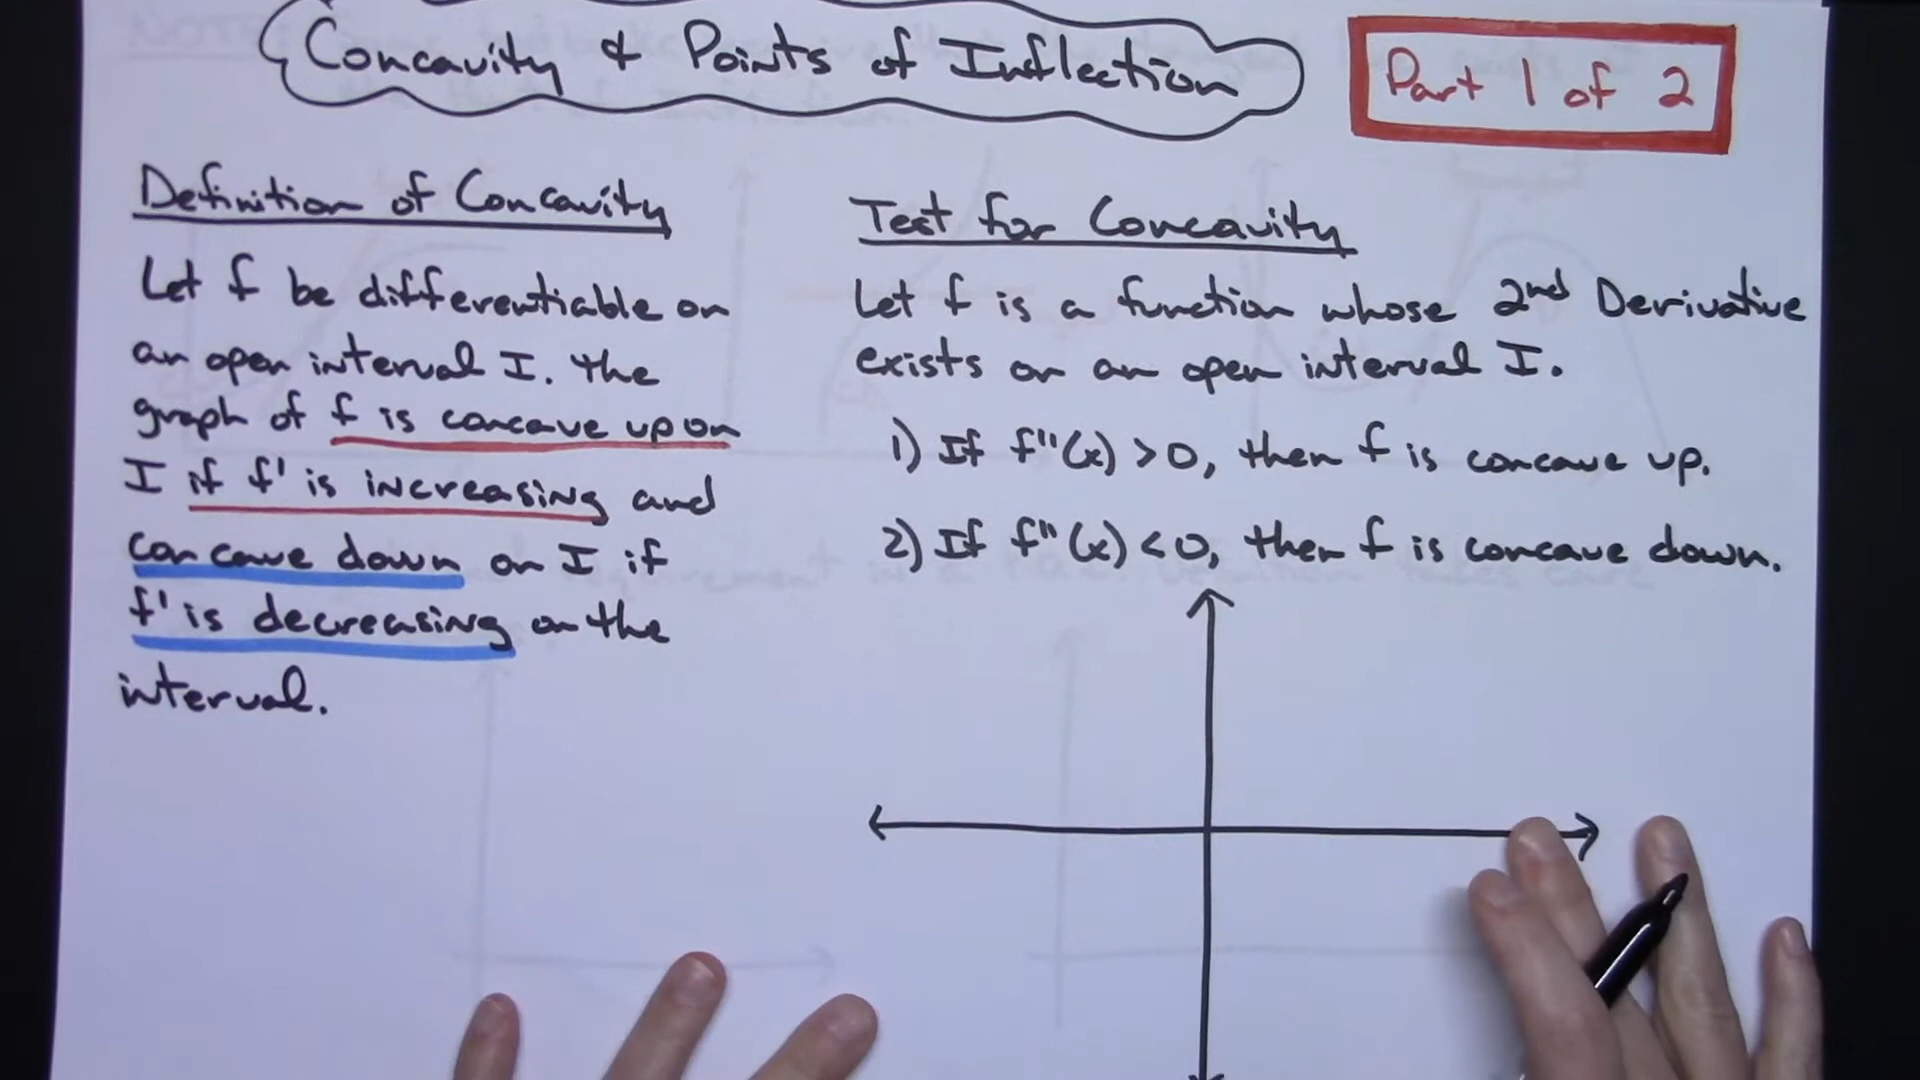 Concavity & Points of Inflection
Part 1 of 2
Definition of Concavity
Let f be differentiable on
an open interval I. the
graph of f is concave up on
I if f' is increasing and
concave down on I if
f' is decreasing on the
interval.
Test for Concavity
Let f is a function whose 2nd Derivative
exists on an open interval I.
1) If f"(x) > 0, then f is concave up.
2) If f"(x) < 0, then f is concave down.